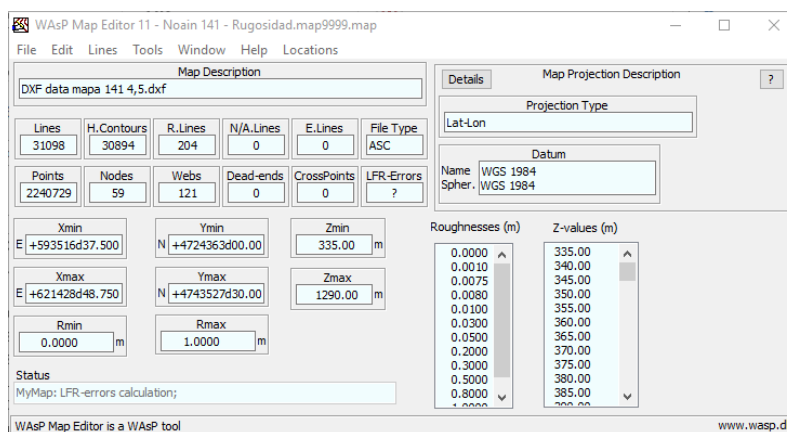 WAsP Map Editor 11 - Noain 141 - Rugosidad.map9999.map
File Edit Lines Tools Window Help Locations
Map Description
DXF data mapa 141 4,5.dxf
Details Map Projection Description ?
Projection Type
Lat-Lon
Lines H.Contours R.Lines N/A.Lines E.Lines File Type
31098 30894 204 0 0 ASC
Datum
Name WGS 1984
Spher. WGS 1984
Points Nodes Webs Dead-ends CrossPoints LFR-Errors
2240729 59 121 0 0 ?
Xmin Ymin Zmin
E +593516d37.500 N +4724363d00.00 335.00 m
Xmax Ymax Zmax
E +621428d48.750 N +4743527d30.00 1290.00 m
Rmin Rmax
0.0000 m 1.0000 m
Roughnesses (m) Z-values (m)
0.0000 335.00
0.0010 340.00
0.0075 345.00
0.0080 350.00
0.0100 355.00
0.0300 360.00
0.0500 365.00
0.2000 370.00
0.3000 375.00
0.5000 380.00
0.8000 385.00
1.0000 390.00
Status
MyMap: LFR-errors calculation;
WAsP Map Editor is a WAsP tool www.wasp.d